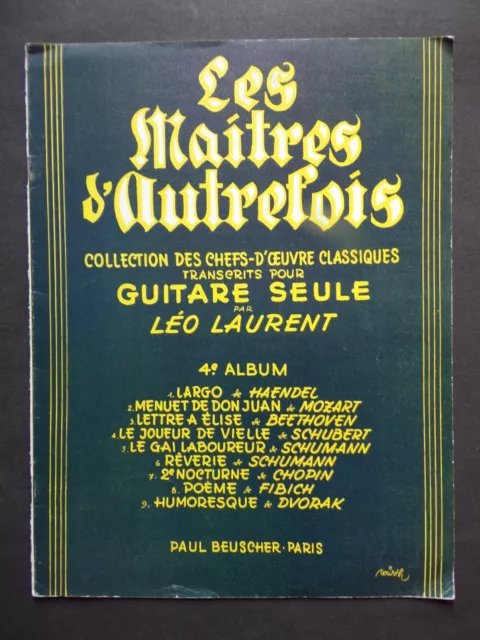 Les
Maitres
d'Autrefois
COLLECTION DES CHEFS-D'ŒUVRE CLASSIQUES
TRANSCRITS POUR
GUITARE SEULE
PAR
LÉO LAURENT
4e ALBUM
1. LARGO de HAENDEL
2. MENUET DE DON JUAN de MOZART
3. LETTRE A ÉLISE de BEETHOVEN
4. LE JOUEUR DE VIELLE de SCHUBERT
5. LE GAI LABOUREUR de SCHUMANN
6. RÊVERIE de SCHUMANN
7. 2e NOCTURNE de CHOPIN
8. POÈME de FIBICH
9. HUMORESQUE de DVORAK
PAUL BEUSCHER · PARIS